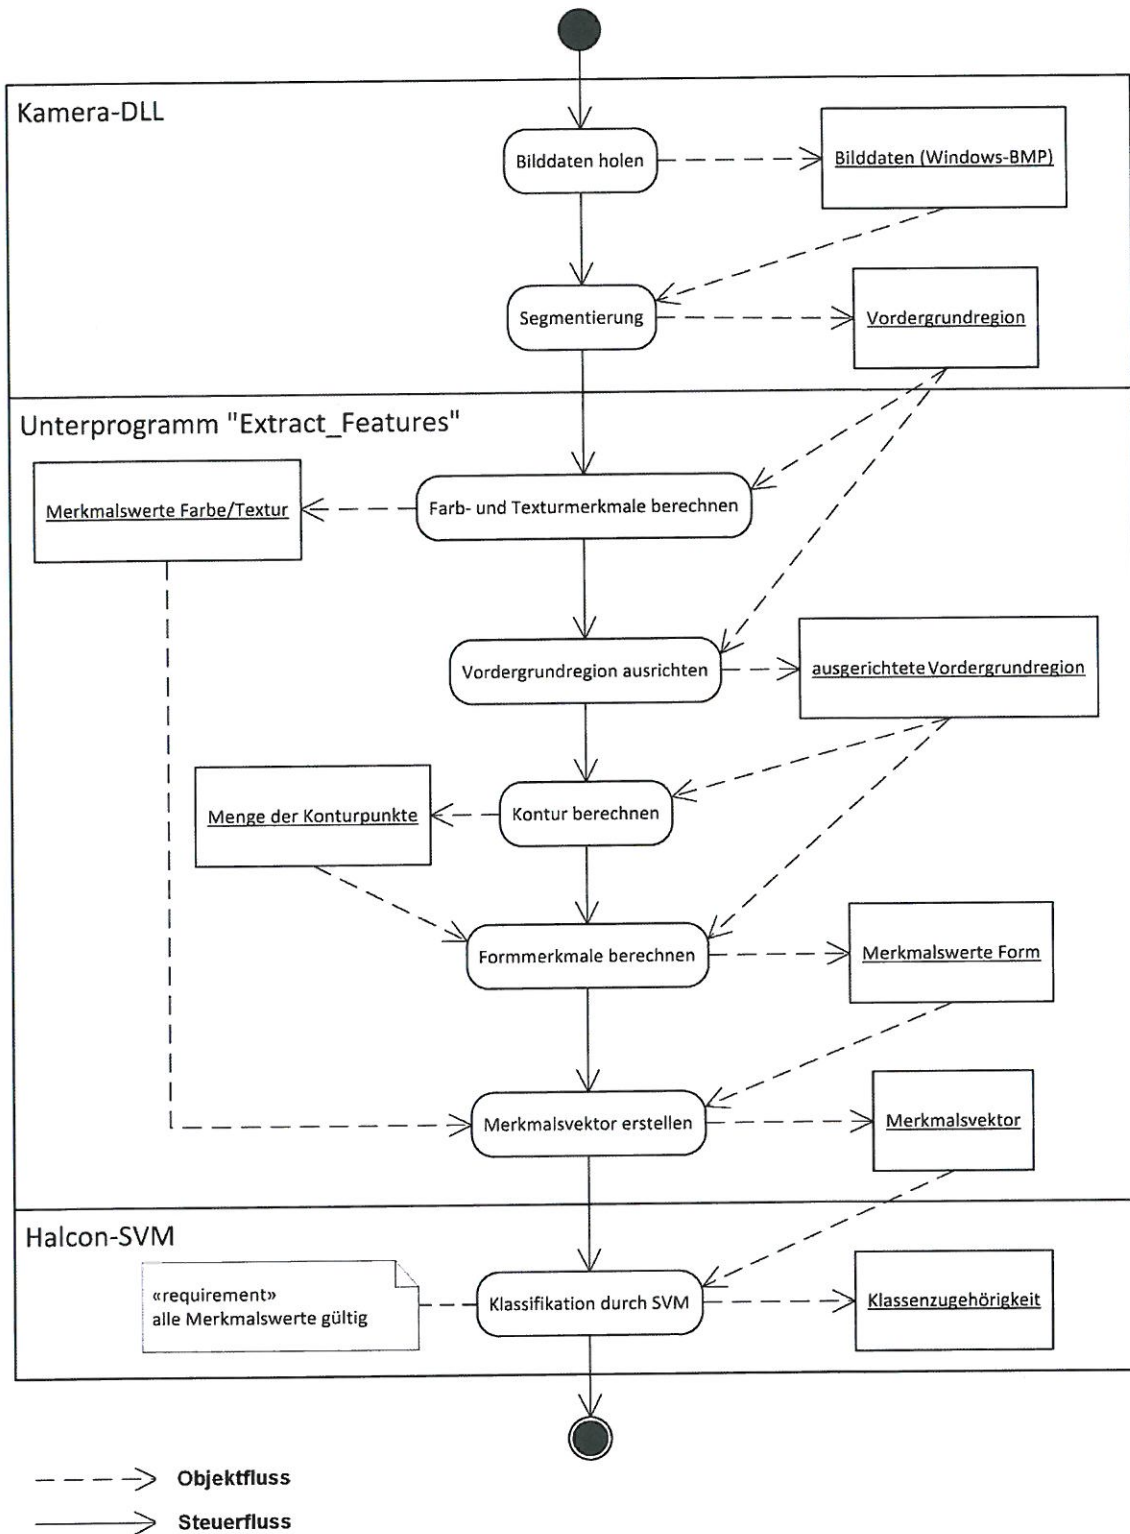 Kamera-DLL
Bilddaten holen
Bilddaten (Windows-BMP)
Segmentierung
Vordergrundregion
Unterprogramm "Extract_Features"
Merkmalswerte Farbe/Textur
Farb- und Texturmerkmale berechnen
Vordergrundregion ausrichten
ausgerichtete Vordergrundregion
Menge der Konturpunkte
Kontur berechnen
Formmerkmale berechnen
Merkmalswerte Form
Merkmalsvektor erstellen
Merkmalsvektor
Halcon-SVM
«requirement»
alle Merkmalswerte gültig
Klassifikation durch SVM
Klassenzugehörigkeit
Objektfluss
Steuerfluss